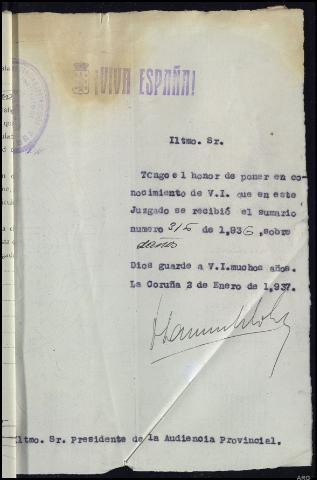 ¡VIVA ESPAÑA!
Iltmo. Sr.
Tengo el honor de poner en co-
nocimiento de V.I. que en este
Juzgado se recibió el sumario
numero 315 de 1.936, sobre
daños
Dios guarde a V.I.muchos años.
La Coruña 2 de Enero de 1.937.
Iltmo. Sr. Presidente de la Audiencia Provincial.